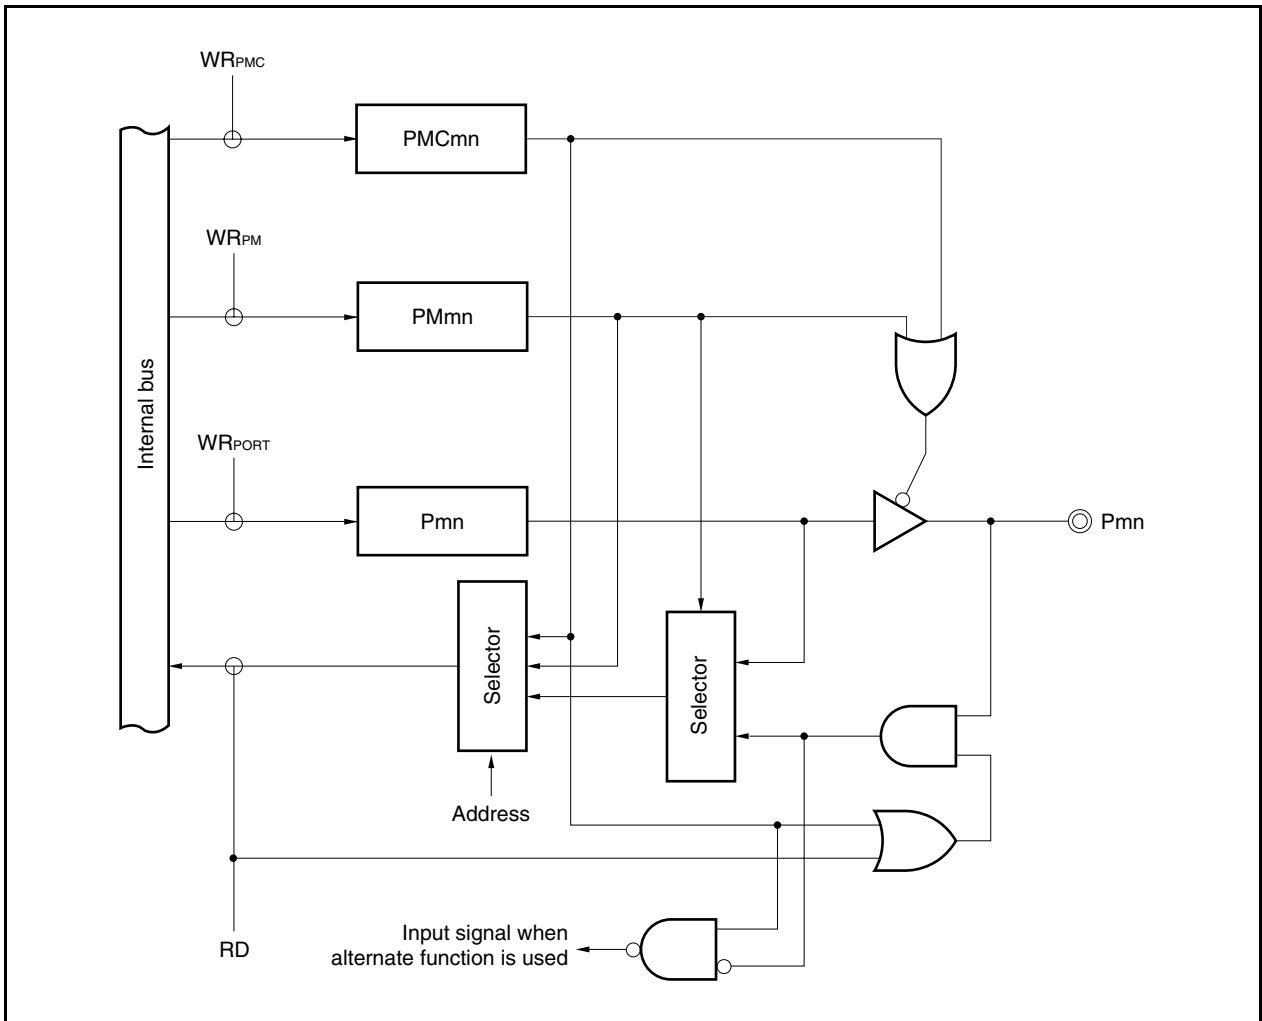 WRPMC
PMCmn
WRPM
PMmn
Internal bus
WRPORT
Pmn
Pmn
Selector
Selector
Address
RD
Input signal when
alternate function is used